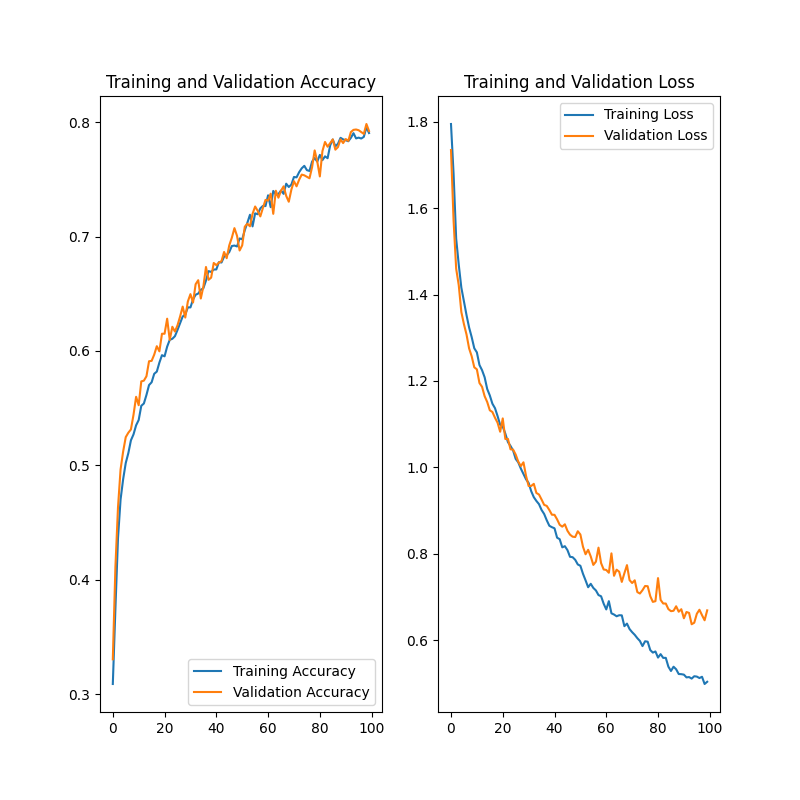 Training and Validation Accuracy
0.8
0.7
0.6
0.5
0.4
0.3
0 20 40 60 80 100
Training Accuracy
Validation Accuracy
Training and Validation Loss
1.8
1.6
1.4
1.2
1.0
0.8
0.6
0 20 40 60 80 100
Training Loss
Validation Loss